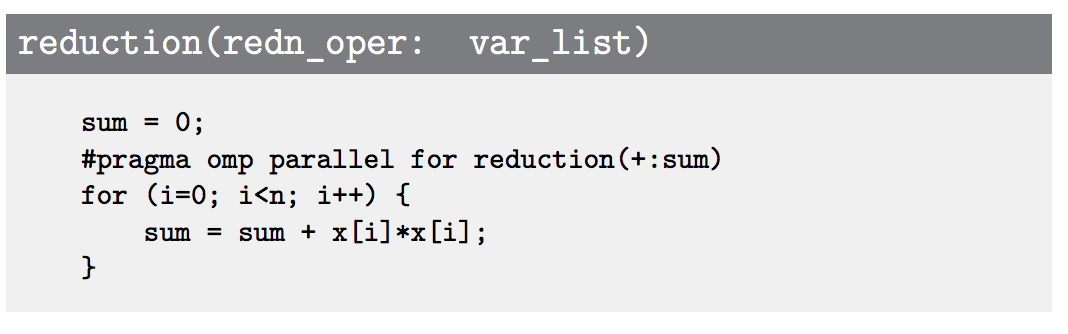 reduction(redn_oper:  var_list)
sum = 0;
#pragma omp parallel for reduction(+:sum)
for (i=0; i<n; i++) {
    sum = sum + x[i]*x[i];
}